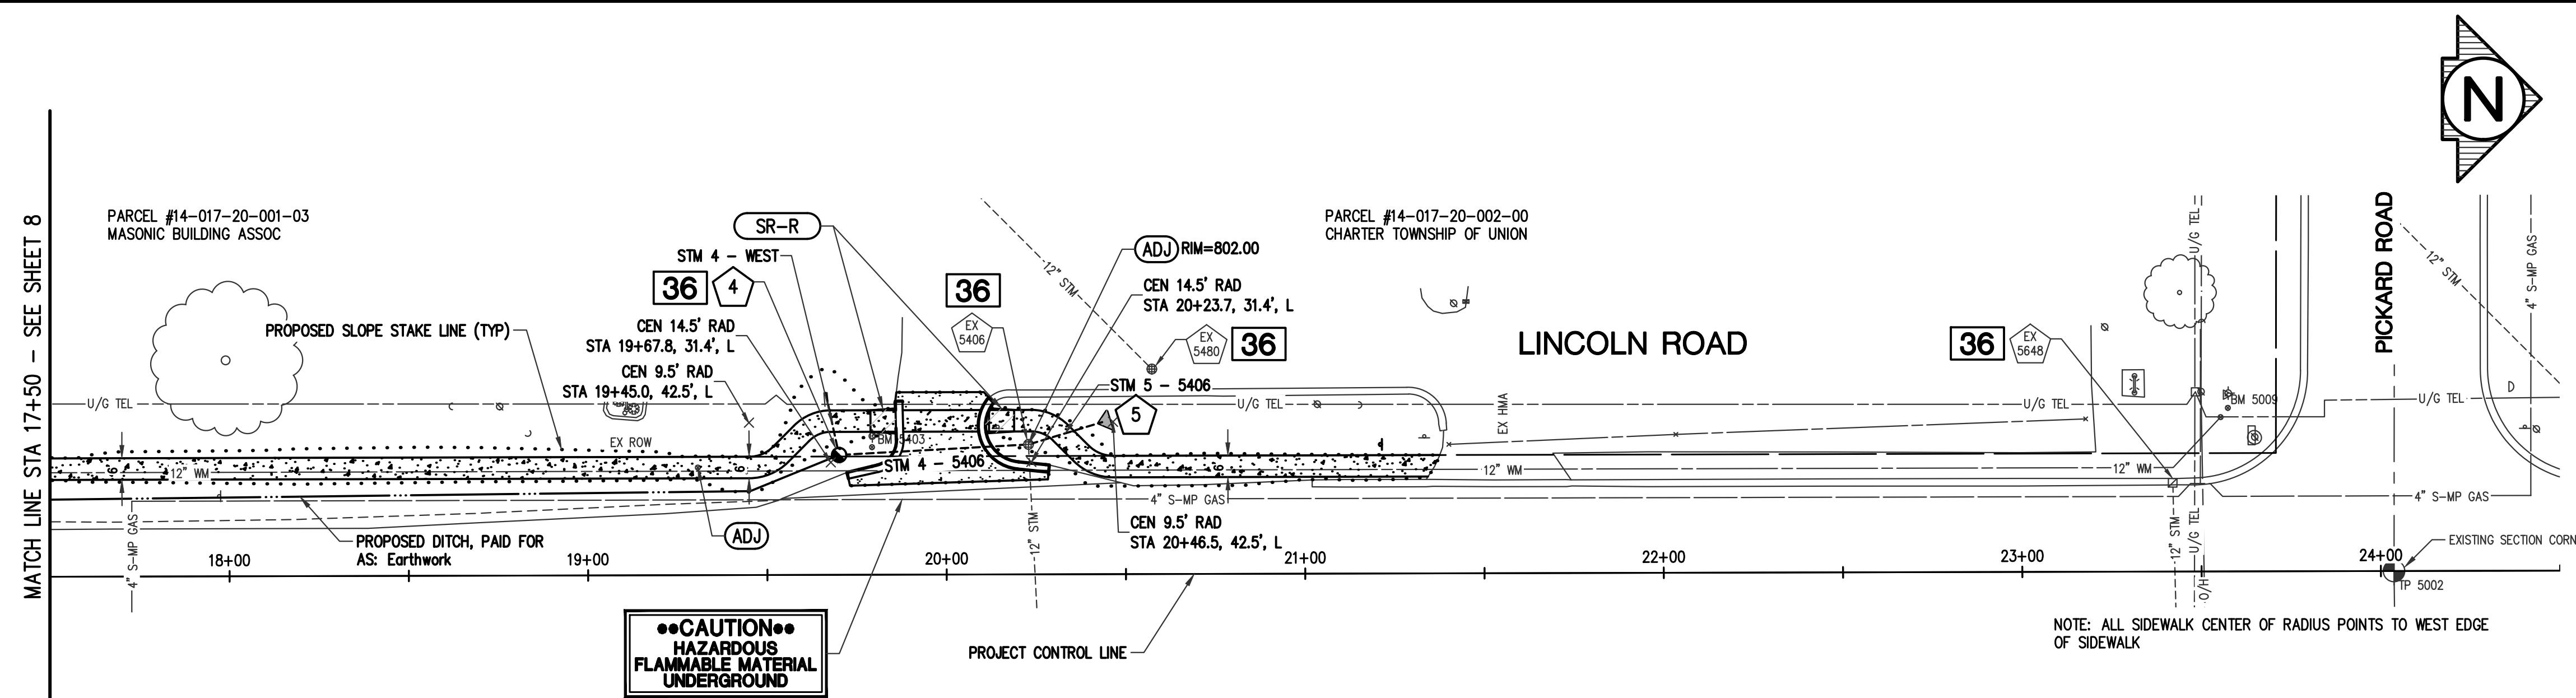 N
MATCH LINE STA 17+50 - SEE SHEET 8
PARCEL #14-017-20-001-03
MASONIC BUILDING ASSOC
PROPOSED SLOPE STAKE LINE (TYP)
SR-R
STM 4 - WEST
36
4
CEN 14.5' RAD
STA 19+67.8, 31.4', L
CEN 9.5' RAD
STA 19+45.0, 42.5', L
36
EX
5406
12" STM
ADJ RIM=802.00
CEN 14.5' RAD
STA 20+23.7, 31.4', L
EX
5480
36
STM 5 - 5406
5
PARCEL #14-017-20-002-00
CHARTER TOWNSHIP OF UNION
LINCOLN ROAD
EX HMA
36
EX
5648
U/G TEL
PICKARD ROAD
12" STM
4" S-MP GAS
U/G TEL
U/G TEL
U/G TEL
U/G TEL
BM 5009
D
EX ROW
BM 5403
6'
12" WM
6'
STM 4 - 5406
6'
12" WM
12" WM
4" S-MP GAS
4" S-MP GAS
4" S-MP GAS
PROPOSED DITCH, PAID FOR
AS: Earthwork
ADJ
12" STM
CEN 9.5' RAD
STA 20+46.5, 42.5', L
12" STM
U/G TEL
O/H
EXISTING SECTION CORN
18+00
19+00
20+00
21+00
22+00
23+00
24+00
TP 5002
••CAUTION••
HAZARDOUS
FLAMMABLE MATERIAL
UNDERGROUND
PROJECT CONTROL LINE
NOTE: ALL SIDEWALK CENTER OF RADIUS POINTS TO WEST EDGE
OF SIDEWALK